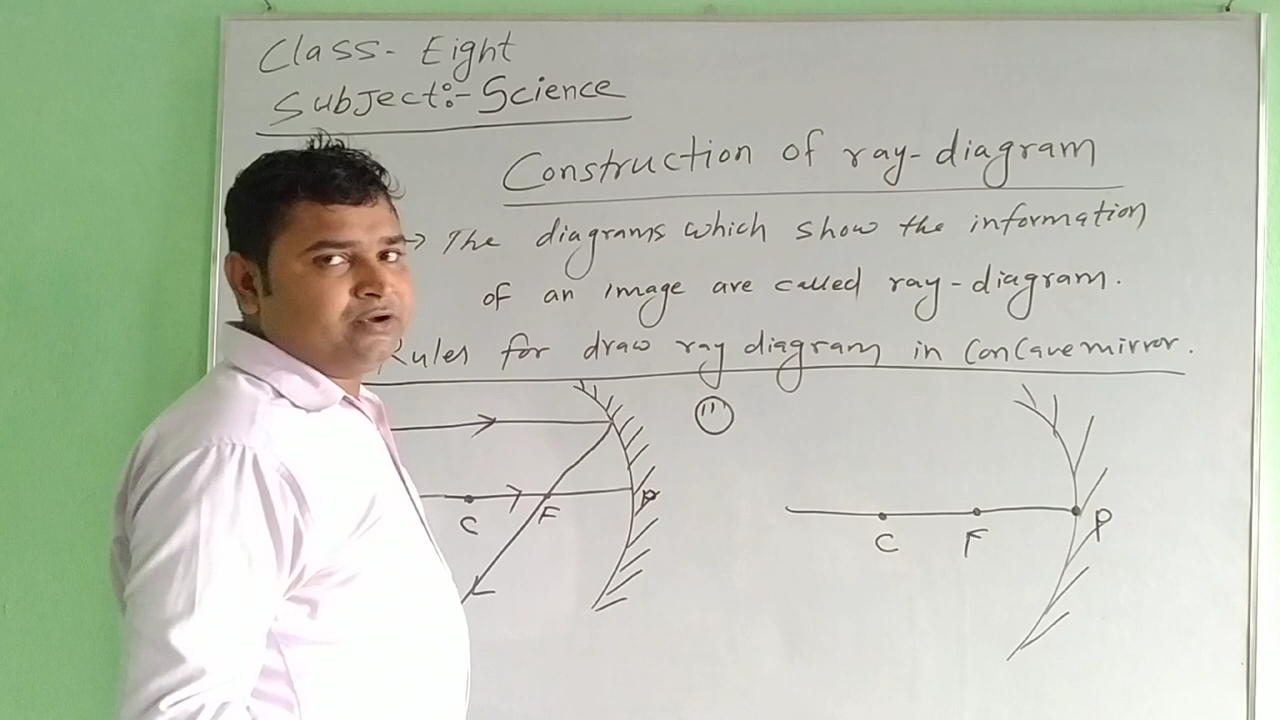 Class- Eight
Subject:- Science
Construction of ray-diagram
→ The diagrams which show the information
of an image are called ray-diagram.
Rules for draw ray diagram in Concave mirror.
C F P
C F P